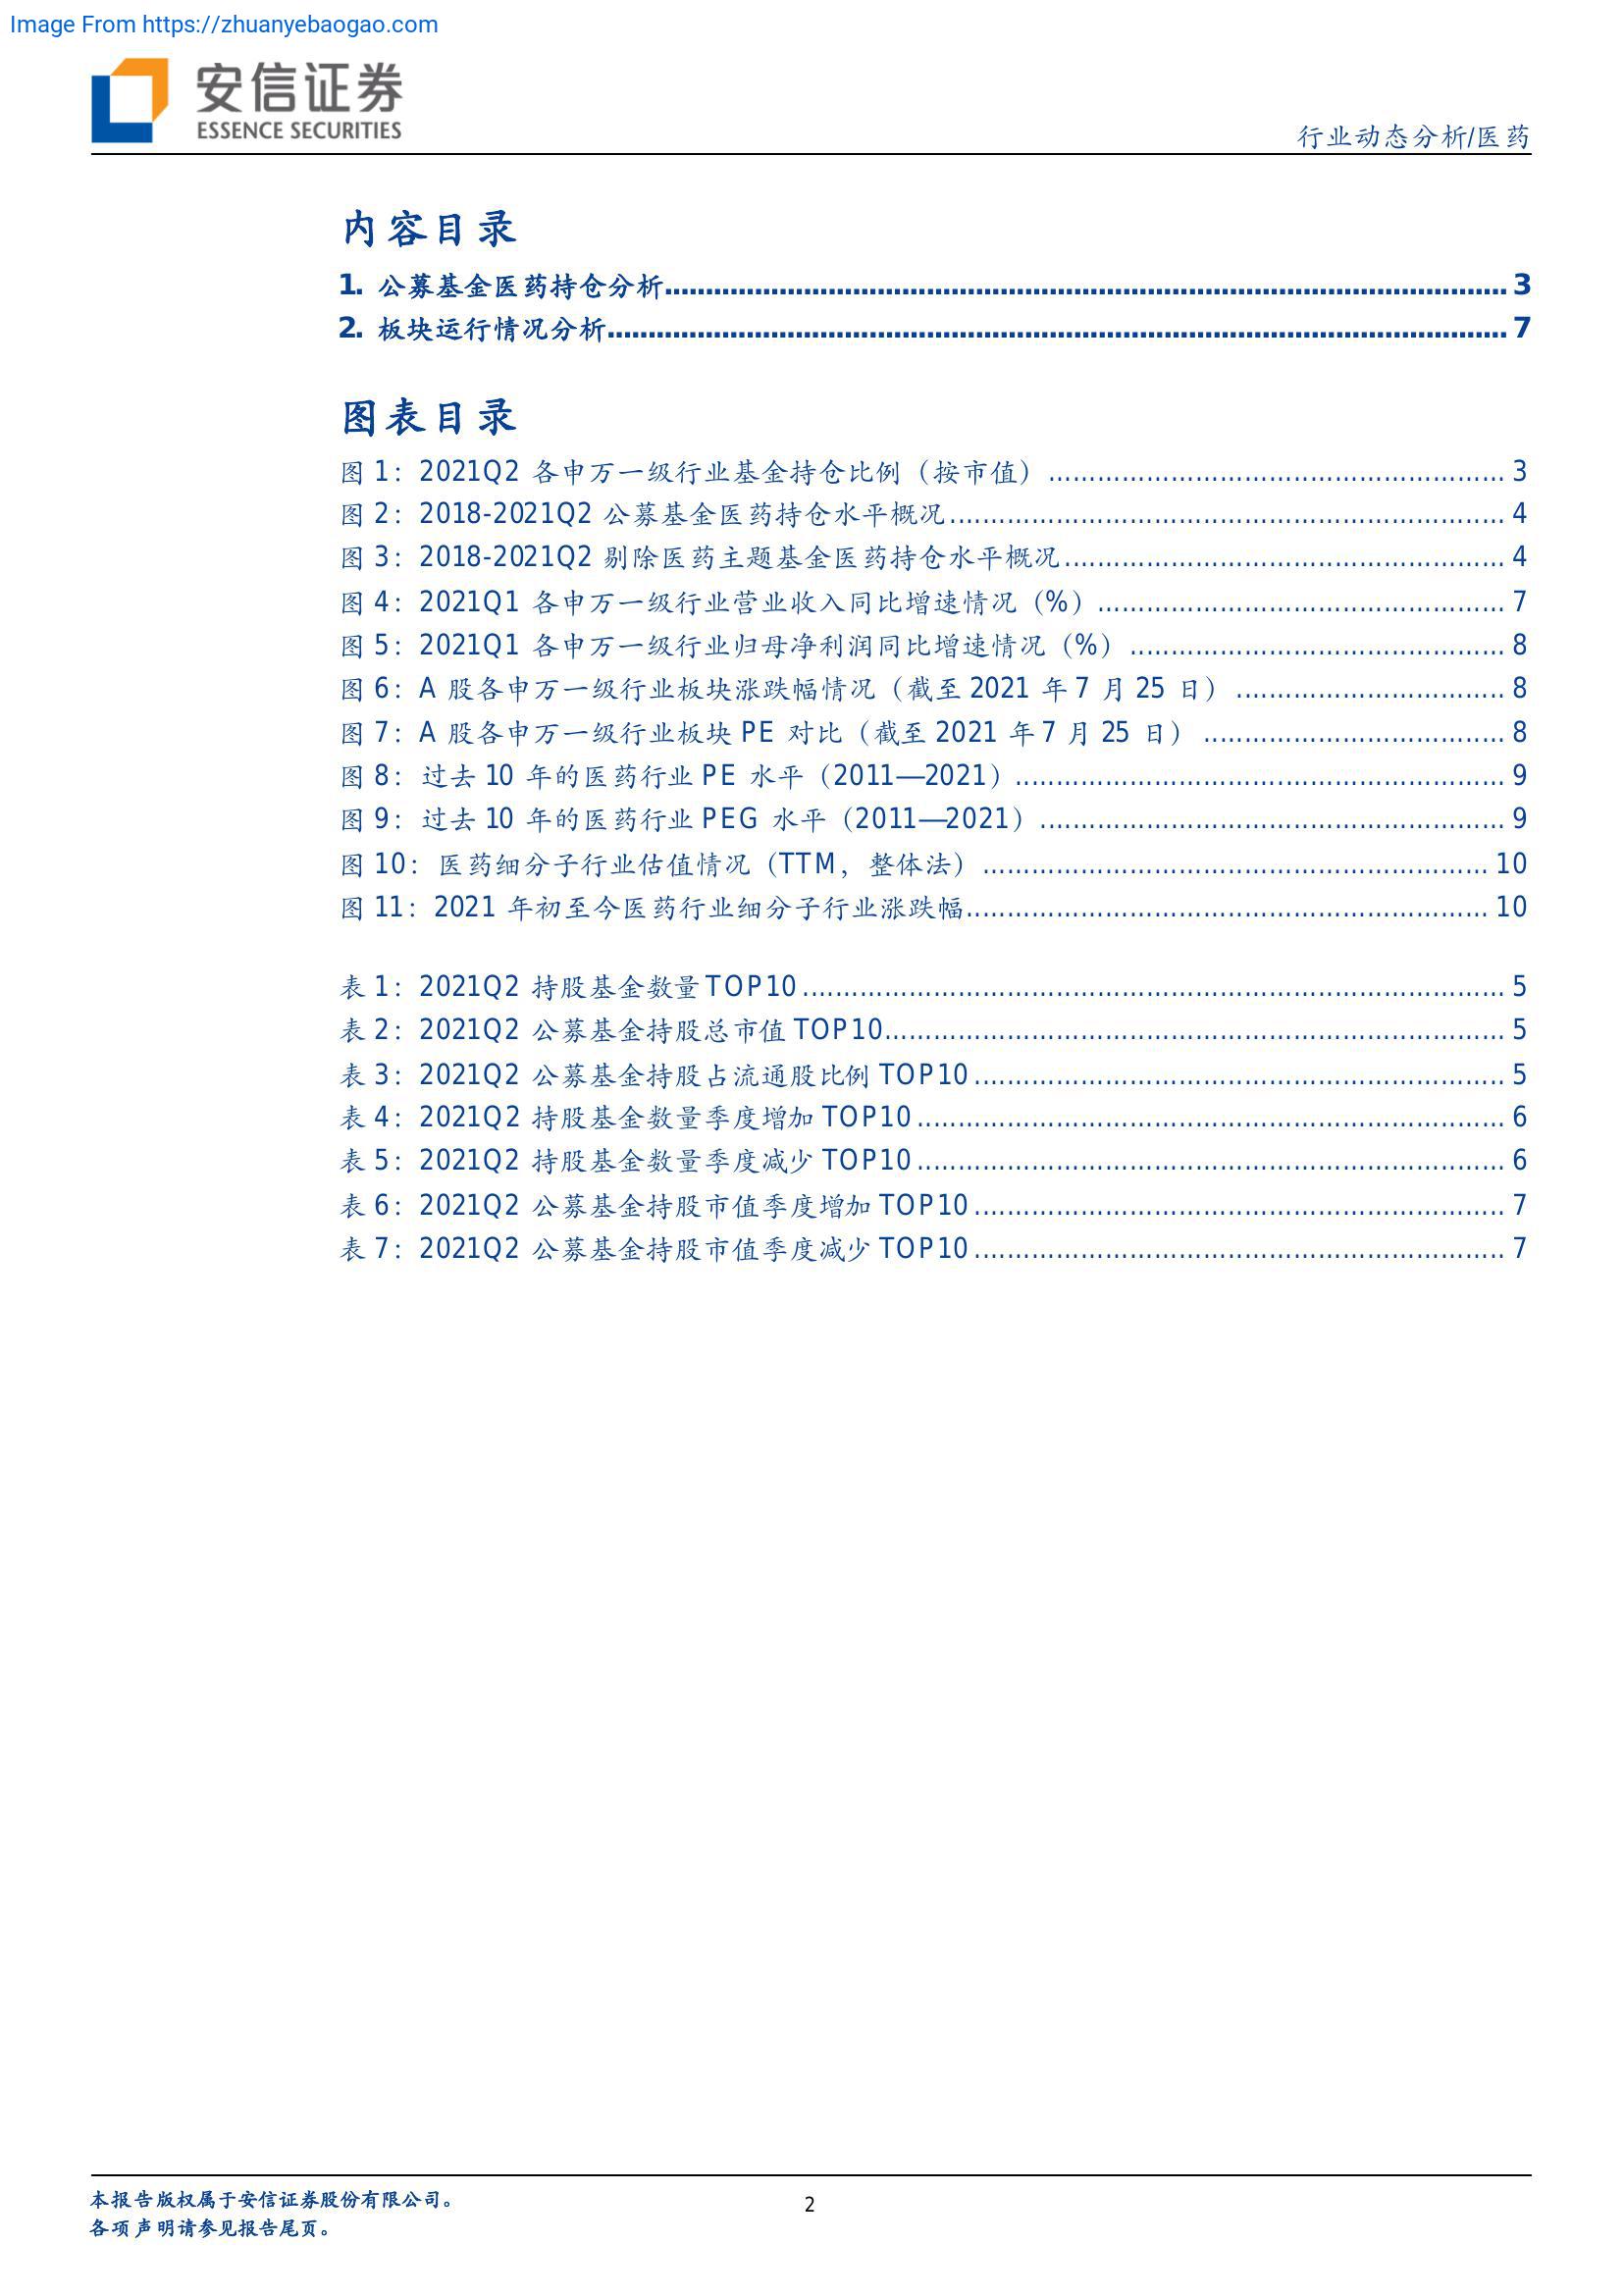 Image From https://zhuanyebaogao.com
安信证券
ESSENCE SECURITIES
行业动态分析/医药
内容目录
1. 公募基金医药持仓分析 3
2. 板块运行情况分析 7
图表目录
图 1：2021Q2 各申万一级行业基金持仓比例（按市值） 3
图 2：2018-2021Q2 公募基金医药持仓水平概况 4
图 3：2018-2021Q2 剔除医药主题基金医药持仓水平概况 4
图 4：2021Q1 各申万一级行业营业收入同比增速情况（%） 7
图 5：2021Q1 各申万一级行业归母净利润同比增速情况（%） 8
图 6：A 股各申万一级行业板块涨跌幅情况（截至 2021 年 7 月 25 日） 8
图 7：A 股各申万一级行业板块 PE 对比（截至 2021 年 7 月 25 日） 8
图 8：过去 10 年的医药行业 PE 水平（2011—2021） 9
图 9：过去 10 年的医药行业 PEG 水平（2011—2021） 9
图 10：医药细分子行业估值情况（TTM，整体法） 10
图 11：2021 年初至今医药行业细分子行业涨跌幅 10
表 1：2021Q2 持股基金数量 TOP10 5
表 2：2021Q2 公募基金持股总市值 TOP10 5
表 3：2021Q2 公募基金持股占流通股比例 TOP10 5
表 4：2021Q2 持股基金数量季度增加 TOP10 6
表 5：2021Q2 持股基金数量季度减少 TOP10 6
表 6：2021Q2 公募基金持股市值季度增加 TOP10 7
表 7：2021Q2 公募基金持股市值季度减少 TOP10 7
本报告版权属于安信证券股份有限公司。
各项声明请参见报告尾页。
2